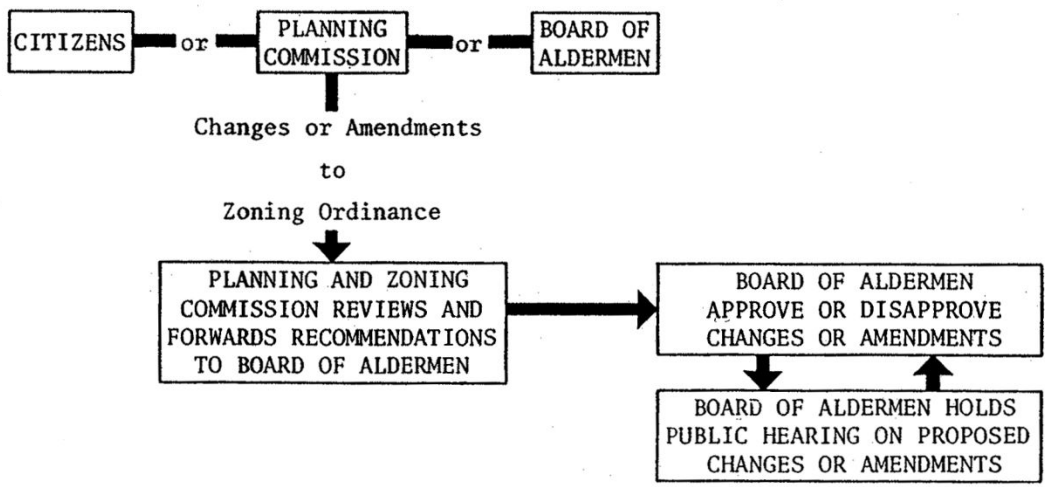 CITIZENS or PLANNING COMMISSION or BOARD OF ALDERMEN
Changes or Amendments
to
Zoning Ordinance
PLANNING AND ZONING
COMMISSION REVIEWS AND
FORWARDS RECOMMENDATIONS
TO BOARD OF ALDERMEN
BOARD OF ALDERMEN
APPROVE OR DISAPPROVE
CHANGES OR AMENDMENTS
BOARD OF ALDERMEN HOLDS
PUBLIC HEARING ON PROPOSED
CHANGES OR AMENDMENTS